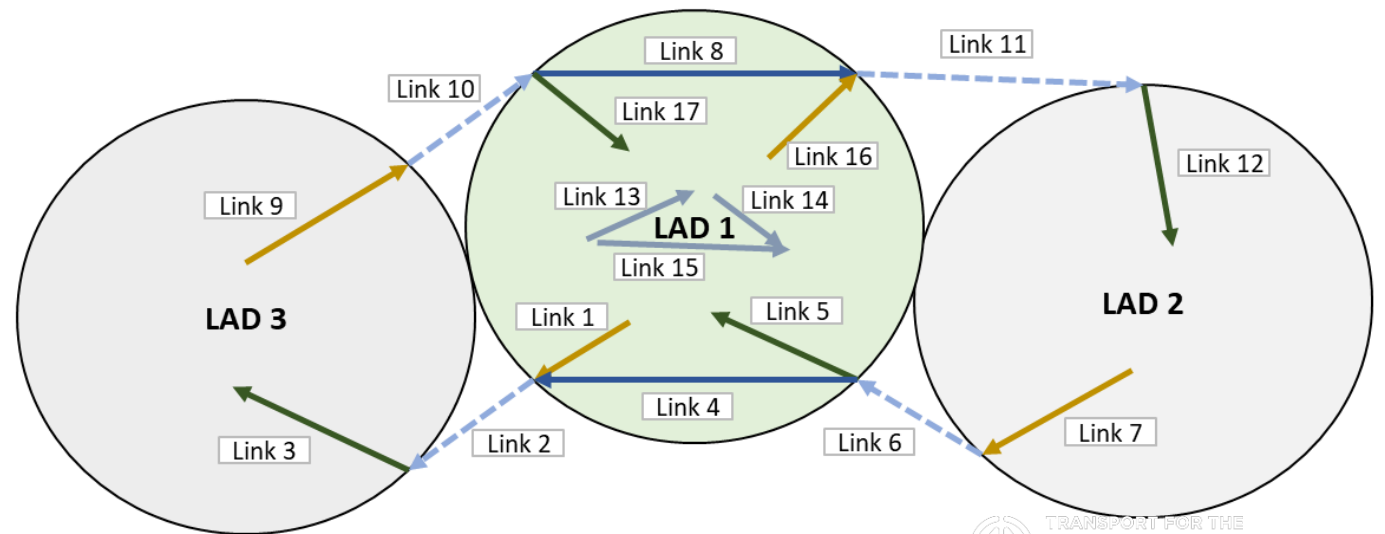 Link 8
Link 11
Link 10
Link 17
Link 16
Link 12
Link 9
Link 13
Link 14
LAD 1
Link 15
LAD 3
LAD 2
Link 1
Link 5
Link 4
Link 7
Link 3
Link 2
Link 6
TRANSPORT FOR THE